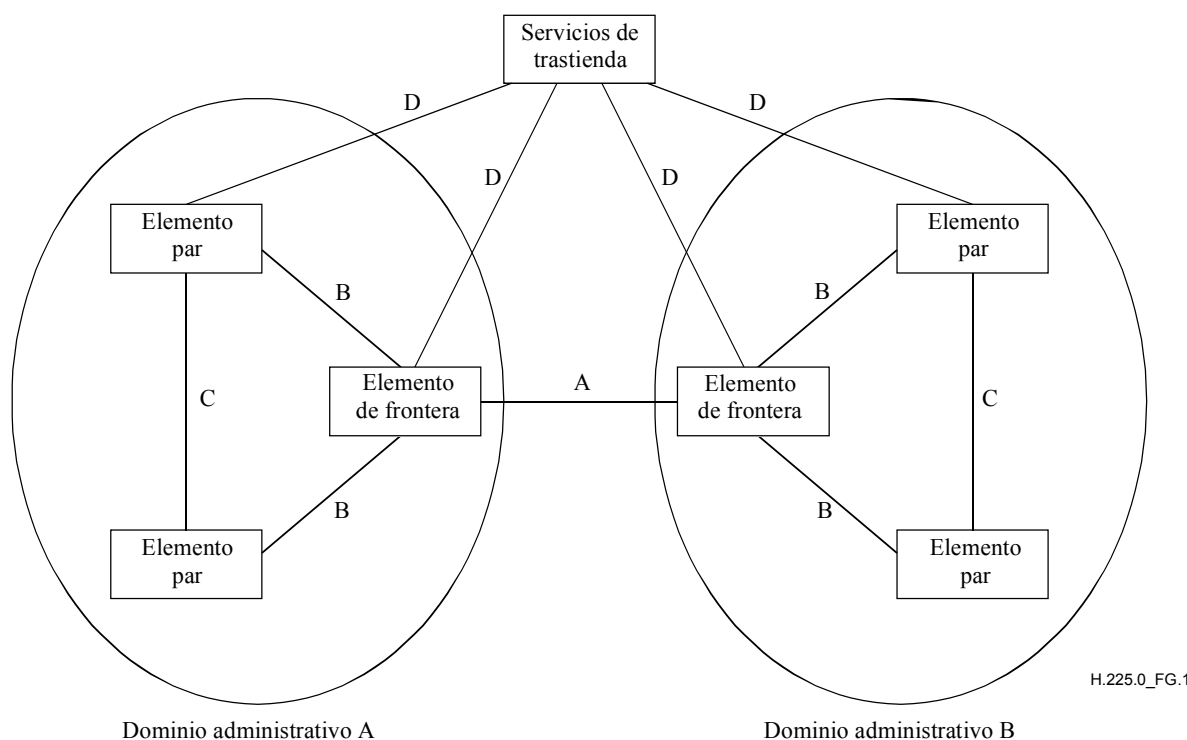 Servicios de
trastienda
D
D
D
D
Elemento
par
Elemento
par
B
B
Elemento
de frontera
A
Elemento
de frontera
C
C
B
B
Elemento
par
Elemento
par
H.225.0_FG.1
Dominio administrativo A
Dominio administrativo B